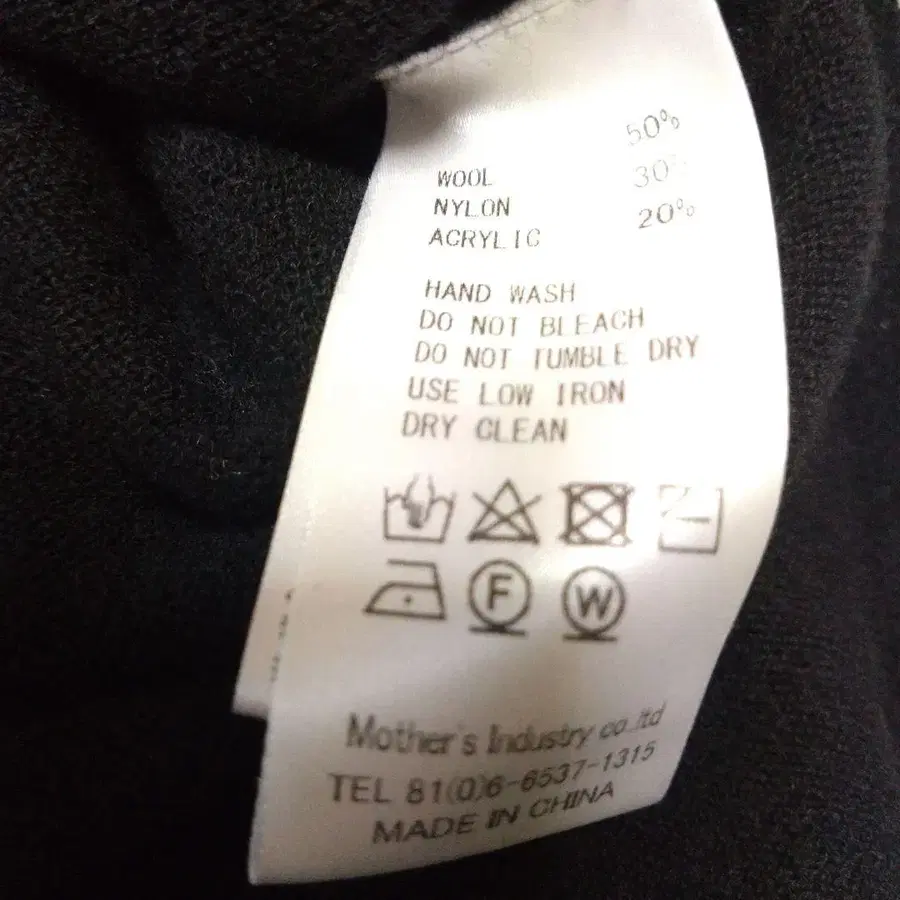 WOOL 50%
NYLON 30%
ACRYLIC 20%
HAND WASH
DO NOT BLEACH
DO NOT TUMBLE DRY
USE LOW IRON
DRY CLEAN
F W
Mother's Industry co.ltd
TEL 81(0)6-6537-1315
MADE IN CHINA